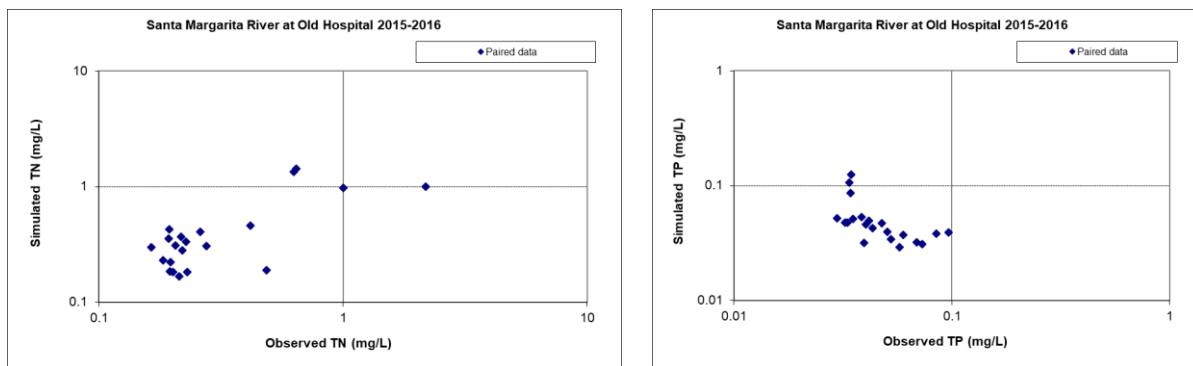 Santa Margarita River at Old Hospital 2015-2016
Paired data
10
1
0.1
Simulated TN (mg/L)
0.1 1 10
Observed TN (mg/L)
Santa Margarita River at Old Hospital 2015-2016
Paired data
1
0.1
0.01
Simulated TP (mg/L)
0.01 0.1 1
Observed TP (mg/L)